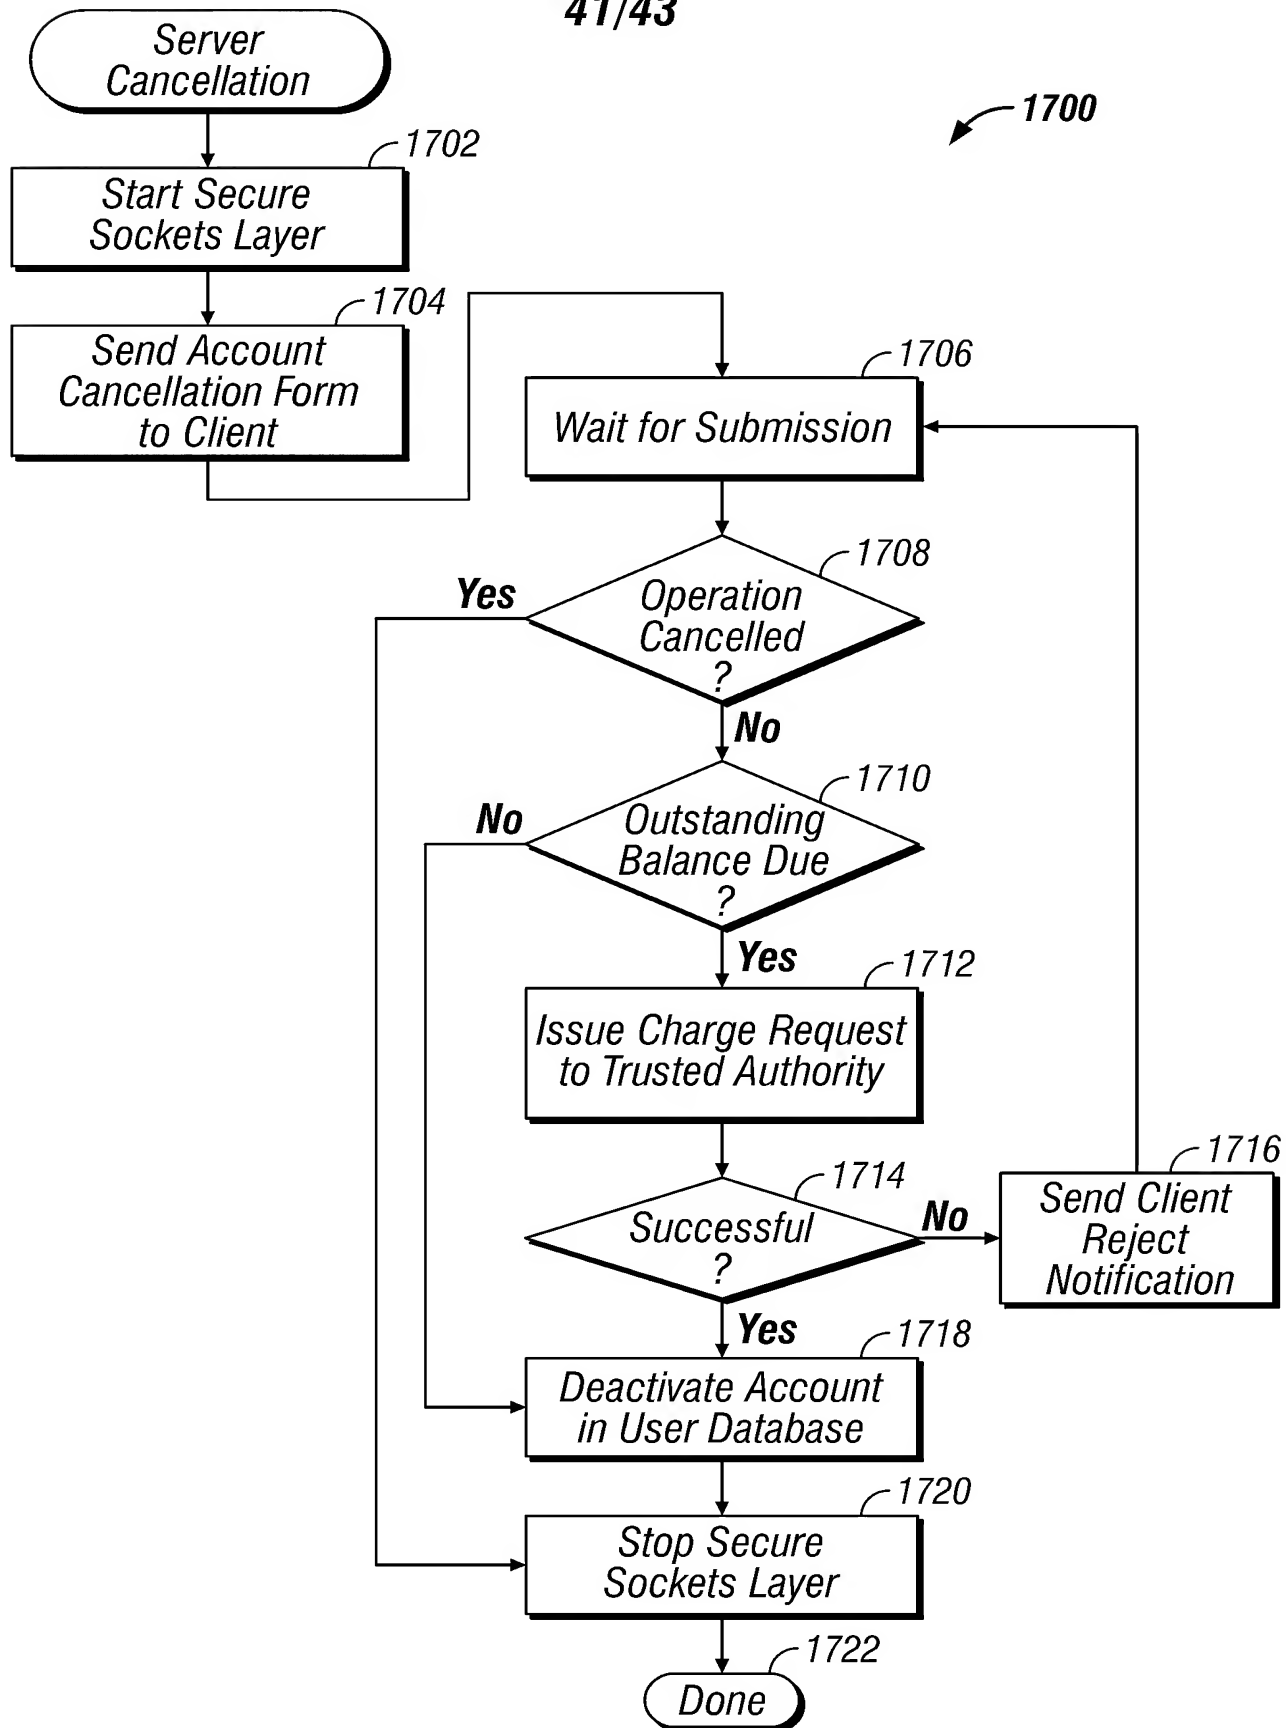 41/43
Server
Cancellation
1700
1702
Start Secure
Sockets Layer
1704
Send Account
Cancellation Form
to Client
1706
Wait for Submission
1708
Operation
Cancelled
?
Yes
No
1710
Outstanding
Balance Due
?
No
Yes
1712
Issue Charge Request
to Trusted Authority
1714
Successful
?
No
1716
Send Client
Reject
Notification
Yes
1718
Deactivate Account
in User Database
1720
Stop Secure
Sockets Layer
1722
Done